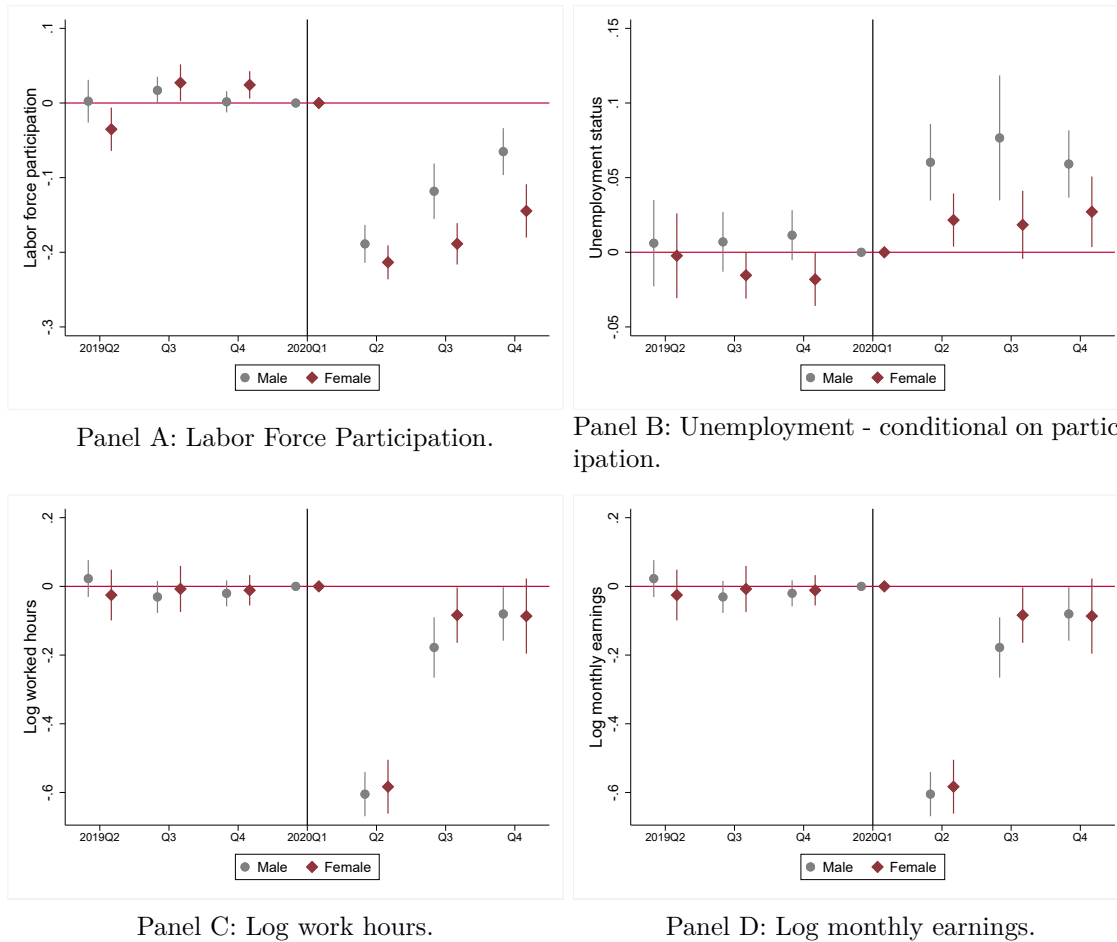 .1
0
-.1
-.2
-.3
Labor force participation
2019Q2 Q3 Q4 2020Q1 Q2 Q3 Q4
Male Female
Panel A: Labor Force Participation.
.15
.1
.05
0
-.05
Unemployment status
2019Q2 Q3 Q4 2020Q1 Q2 Q3 Q4
Male Female
Panel B: Unemployment - conditional on partic
ipation.
.2
0
-.2
-.4
-.6
Log worked hours
2019Q2 Q3 Q4 2020Q1 Q2 Q3 Q4
Male Female
Panel C: Log work hours.
.2
0
-.2
-.4
-.6
Log monthly earnings
2019Q2 Q3 Q4 2020Q1 Q2 Q3 Q4
Male Female
Panel D: Log monthly earnings.